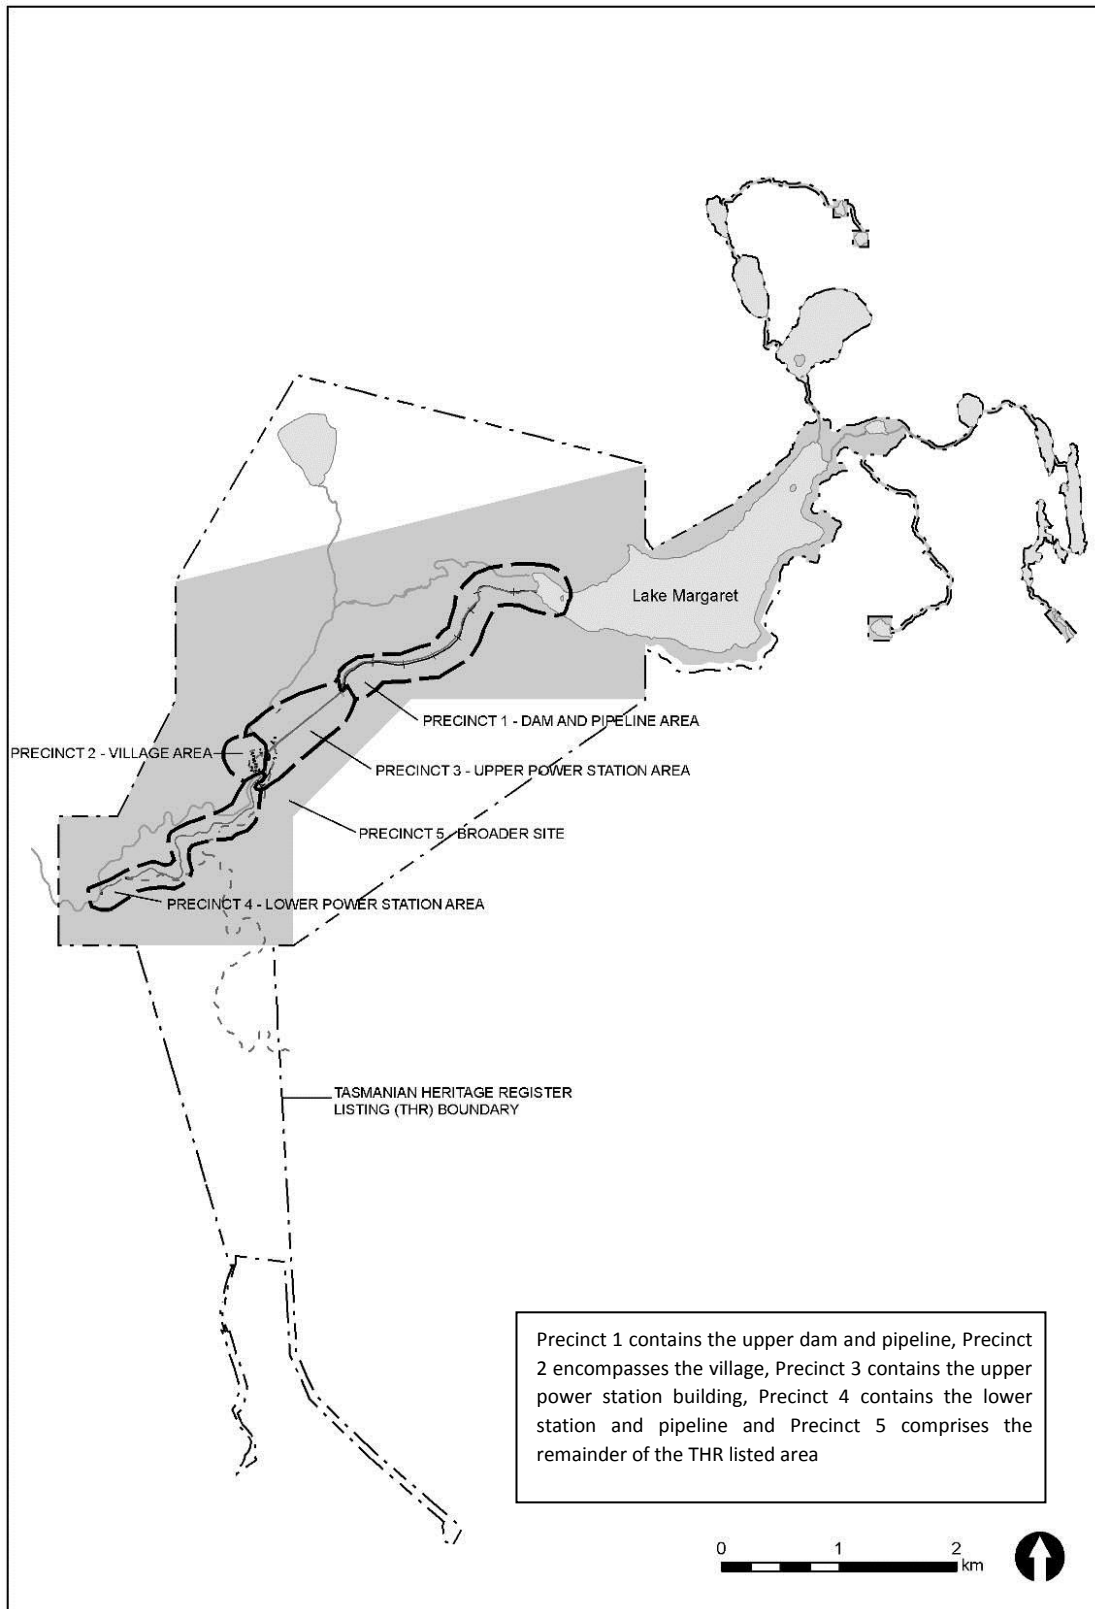 Lake Margaret
PRECINCT 1 - DAM AND PIPELINE AREA
PRECINCT 2 - VILLAGE AREA
PRECINCT 3 - UPPER POWER STATION AREA
PRECINCT 5 - BROADER SITE
PRECINCT 4 - LOWER POWER STATION AREA
TASMANIAN HERITAGE REGISTER
LISTING (THR) BOUNDARY
Precinct 1 contains the upper dam and pipeline, Precinct
2 encompasses the village, Precinct 3 contains the upper
power station building, Precinct 4 contains the lower
station and pipeline and Precinct 5 comprises the
remainder of the THR listed area
0 1 2
km